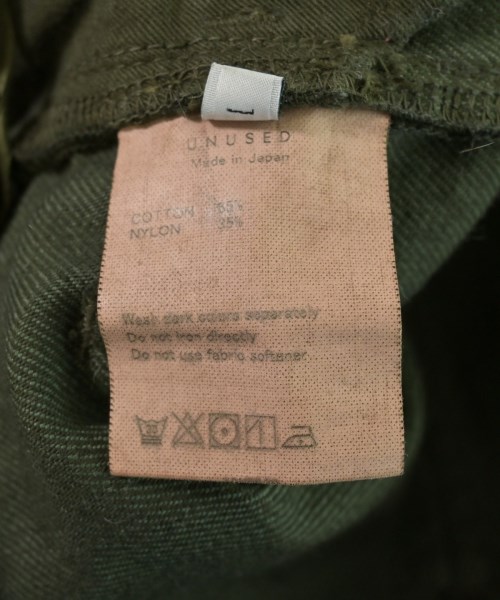 1
UNUSED
Made in Japan
COTTON 65%
NYLON 35%
Wash dark colors separately
Do not iron directly
Do not use fabric softener